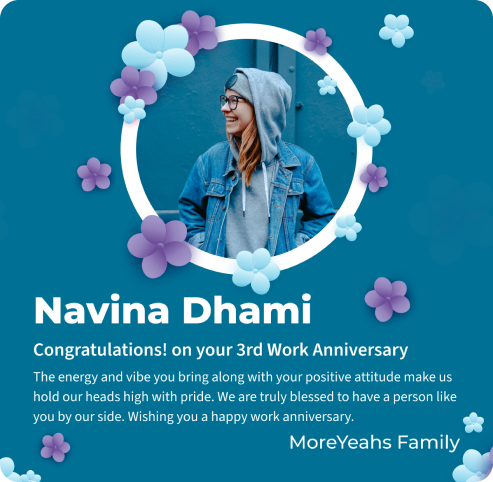 Navina Dhami
Congratulations! on your 3rd Work Anniversary
The energy and vibe you bring along with your positive attitude make us
hold our heads high with pride. We are truly blessed to have a person like
you by our side. Wishing you a happy work anniversary.
MoreYeahs Family